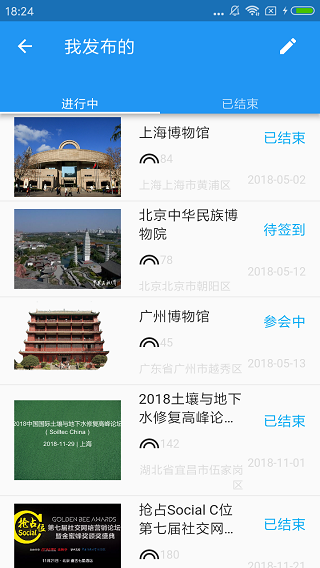 18:24
我发布的
进行中
已结束
上海博物馆
已结束
84
上海上海市黄浦区
2018-05-02
北京中华民族博
物院
待签到
78
2018-05-12
北京北京市朝阳区
广州博物馆
参会中
45
广东省广州市越秀区
2018-05-13
2018中国国际土壤与地下水修复高峰论坛
(Soiltec China)
2018-11-29 | 上海
2018土壤与地下
水修复高峰论...
已结束
142
湖北省宜昌市伍家岗
区
2018-11-01
抢占
Social
C位
GOLDEN BEE AWARDS
第七届社交网络营销论坛
暨金蜜蜂奖颁奖盛典
抢占Social C位
第七届社交网...
已结束
180
2018-11-21